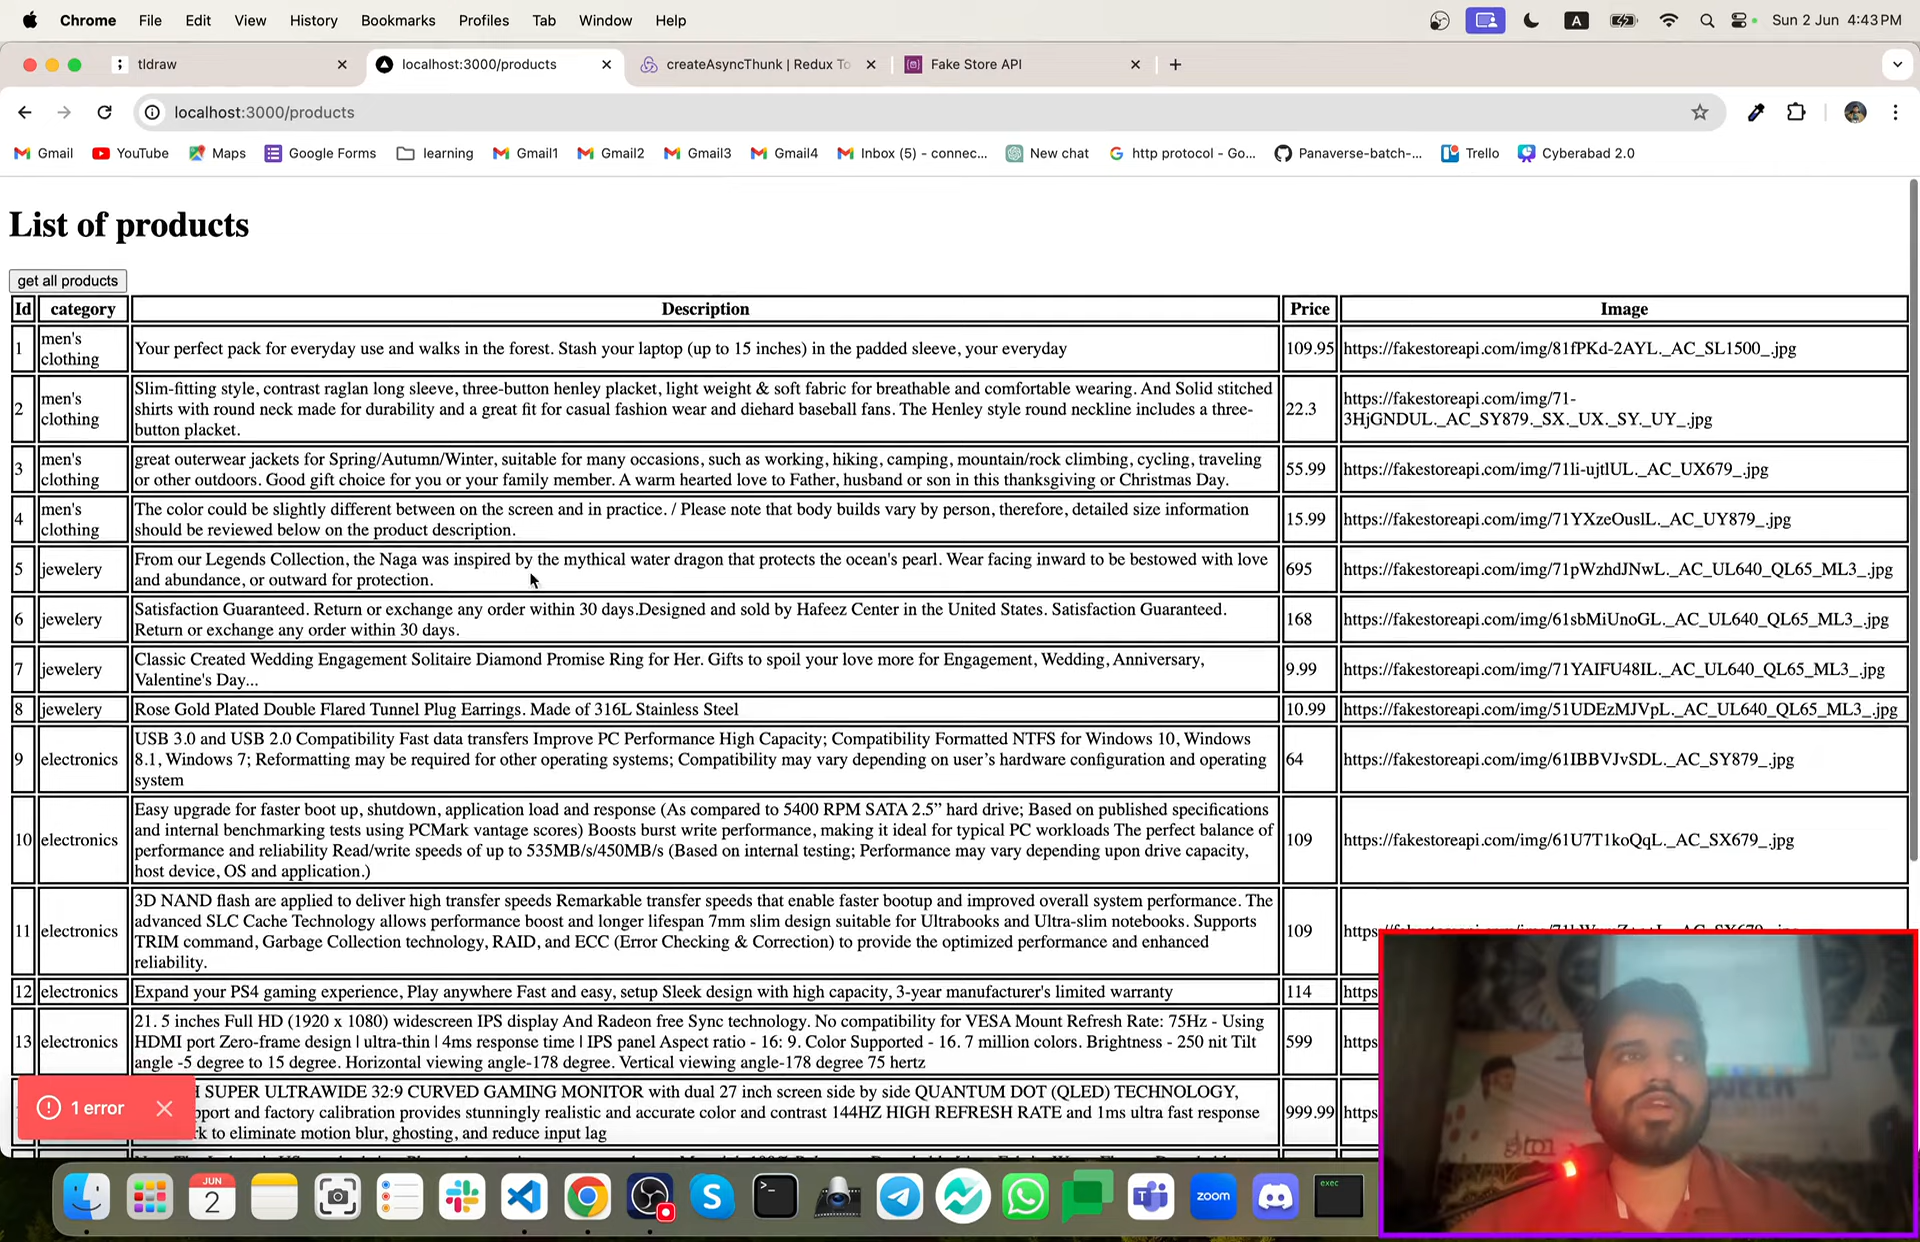 Chrome File Edit View History Bookmarks Profiles Tab Window Help A Sun 2 Jun 4:43 PM
tldraw localhost:3000/products createAsyncThunk | Redux To Fake Store API
localhost:3000/products
Gmail YouTube Maps Google Forms learning Gmail1 Gmail2 Gmail3 Gmail4 Inbox (5) - connec... New chat http protocol - Go... Panaverse-batch-... Trello Cyberabad 2.0
List of products
get all products
Id category Description Price Image
1 men's clothing Your perfect pack for everyday use and walks in the forest. Stash your laptop (up to 15 inches) in the padded sleeve, your everyday 109.95 https://fakestoreapi.com/img/81fPKd-2AYL._AC_SL1500_.jpg
2 men's clothing Slim-fitting style, contrast raglan long sleeve, three-button henley placket, light weight & soft fabric for breathable and comfortable wearing. And Solid stitched
shirts with round neck made for durability and a great fit for casual fashion wear and diehard baseball fans. The Henley style round neckline includes a three-
button placket. 22.3 https://fakestoreapi.com/img/71-
3HjGNDUL._AC_SY879._SX._UX._SY._UY_.jpg
3 men's clothing great outerwear jackets for Spring/Autumn/Winter, suitable for many occasions, such as working, hiking, camping, mountain/rock climbing, cycling, traveling
or other outdoors. Good gift choice for you or your family member. A warm hearted love to Father, husband or son in this thanksgiving or Christmas Day. 55.99 https://fakestoreapi.com/img/71li-ujtlUL._AC_UX679_.jpg
4 men's clothing The color could be slightly different between on the screen and in practice. / Please note that body builds vary by person, therefore, detailed size information
should be reviewed below on the product description. 15.99 https://fakestoreapi.com/img/71YXzeOuslL._AC_UY879_.jpg
5 jewelery From our Legends Collection, the Naga was inspired by the mythical water dragon that protects the ocean's pearl. Wear facing inward to be bestowed with love
and abundance, or outward for protection. 695 https://fakestoreapi.com/img/71pWzhdJNwL._AC_UL640_QL65_ML3_.jpg
6 jewelery Satisfaction Guaranteed. Return or exchange any order within 30 days.Designed and sold by Hafeez Center in the United States. Satisfaction Guaranteed.
Return or exchange any order within 30 days. 168 https://fakestoreapi.com/img/61sbMiUnoGL._AC_UL640_QL65_ML3_.jpg
7 jewelery Classic Created Wedding Engagement Solitaire Diamond Promise Ring for Her. Gifts to spoil your love more for Engagement, Wedding, Anniversary,
Valentine's Day... 9.99 https://fakestoreapi.com/img/71YAIFU48IL._AC_UL640_QL65_ML3_.jpg
8 jewelery Rose Gold Plated Double Flared Tunnel Plug Earrings. Made of 316L Stainless Steel 10.99 https://fakestoreapi.com/img/51UDEzMJVpL._AC_UL640_QL65_ML3_.jpg
9 electronics USB 3.0 and USB 2.0 Compatibility Fast data transfers Improve PC Performance High Capacity; Compatibility Formatted NTFS for Windows 10, Windows
8.1, Windows 7; Reformatting may be required for other operating systems; Compatibility may vary depending on user’s hardware configuration and operating
system 64 https://fakestoreapi.com/img/61IBBVJvSDL._AC_SY879_.jpg
10 electronics Easy upgrade for faster boot up, shutdown, application load and response (As compared to 5400 RPM SATA 2.5” hard drive; Based on published specifications
and internal benchmarking tests using PCMark vantage scores) Boosts burst write performance, making it ideal for typical PC workloads The perfect balance of
performance and reliability Read/write speeds of up to 535MB/s/450MB/s (Based on internal testing; Performance may vary depending upon drive capacity,
host device, OS and application.) 109 https://fakestoreapi.com/img/61U7T1koQqL._AC_SX679_.jpg
11 electronics 3D NAND flash are applied to deliver high transfer speeds Remarkable transfer speeds that enable faster bootup and improved overall system performance. The
advanced SLC Cache Technology allows performance boost and longer lifespan 7mm slim design suitable for Ultrabooks and Ultra-slim notebooks. Supports
TRIM command, Garbage Collection technology, RAID, and ECC (Error Checking & Correction) to provide the optimized performance and enhanced
reliability. 109
12 electronics Expand your PS4 gaming experience, Play anywhere Fast and easy, setup Sleek design with high capacity, 3-year manufacturer's limited warranty 114 https
13 electronics 21. 5 inches Full HD (1920 x 1080) widescreen IPS display And Radeon free Sync technology. No compatibility for VESA Mount Refresh Rate: 75Hz - Using
HDMI port Zero-frame design | ultra-thin | 4ms response time | IPS panel Aspect ratio - 16: 9. Color Supported - 16. 7 million colors. Brightness - 250 nit Tilt
angle -5 degree to 15 degree. Horizontal viewing angle-178 degree. Vertical viewing angle-178 degree 75 hertz 599 https
SUPER ULTRAWIDE 32:9 CURVED GAMING MONITOR with dual 27 inch screen side by side QUANTUM DOT (QLED) TECHNOLOGY,
pport and factory calibration provides stunningly realistic and accurate color and contrast 144HZ HIGH REFRESH RATE and 1ms ultra fast response
rk to eliminate motion blur, ghosting, and reduce input lag 999.99 https
1 error
JUN
2
S
zoom
exec